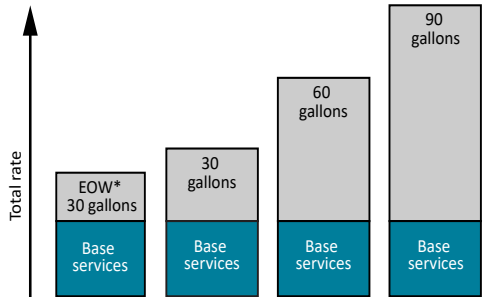 Total rate
EOW*
30 gallons
Base
services
30
gallons
Base
services
60
gallons
Base
services
90
gallons
Base
services